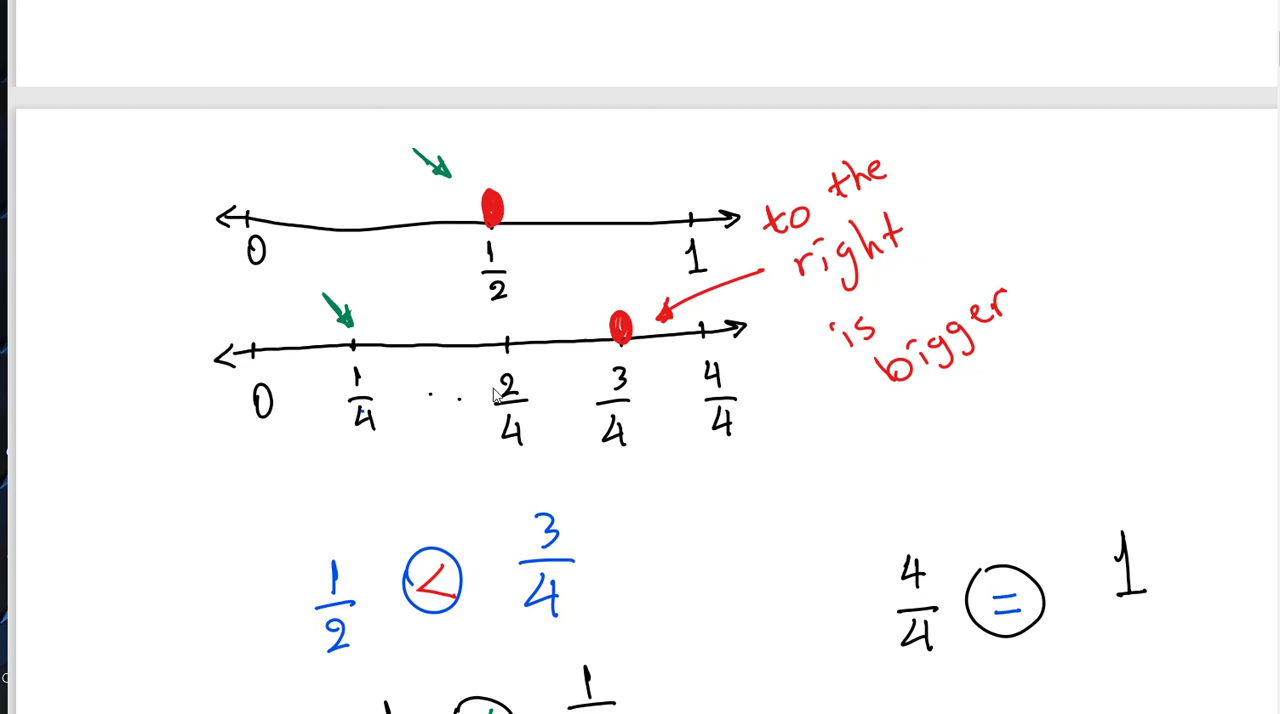 to the
right
is
bigger
0 1/2 1
0 1/4 . . 2/4 3/4 4/4
1/2 < 3/4
4/4 = 1
1